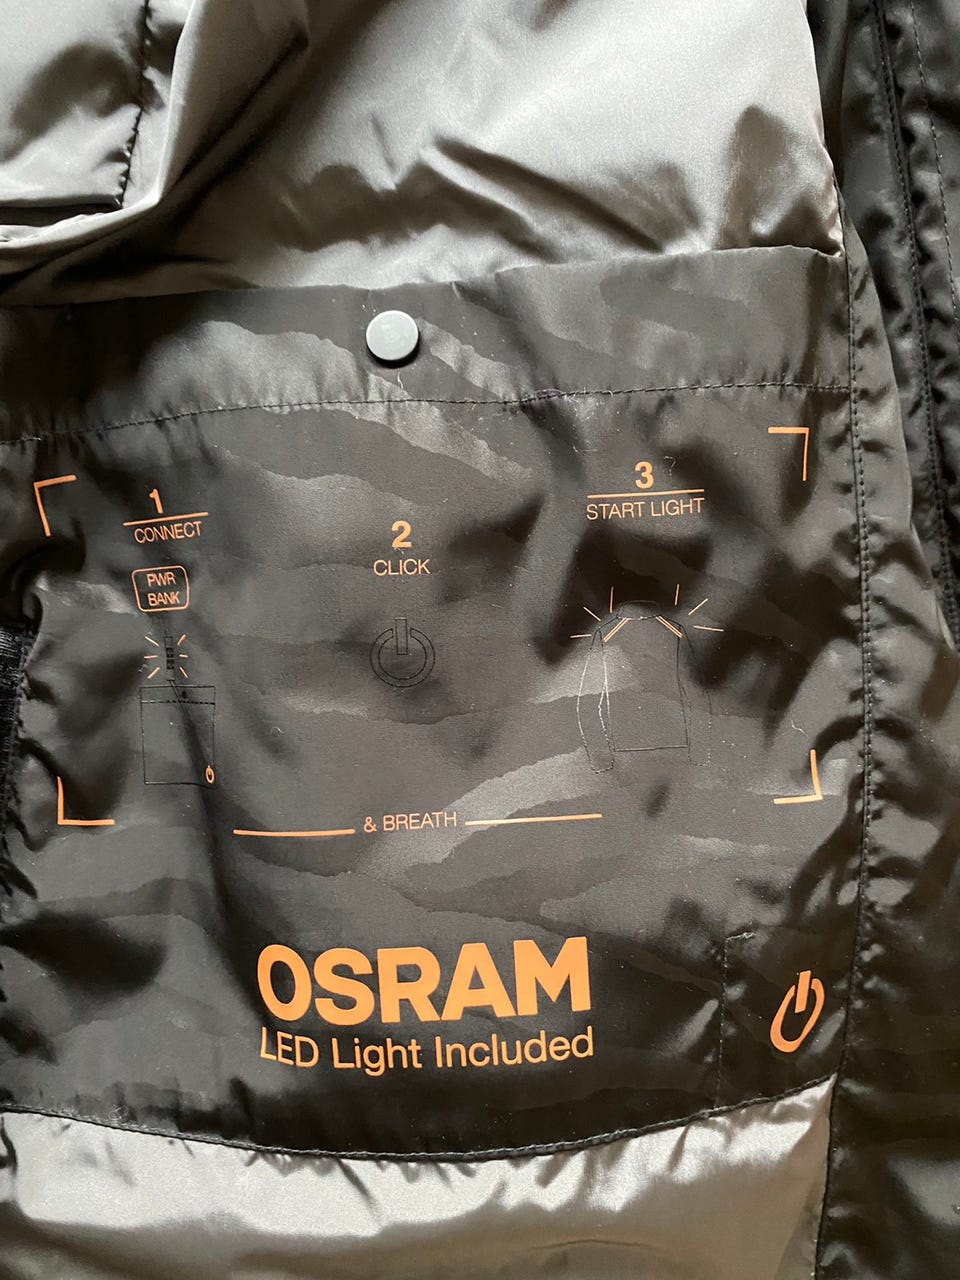 1
CONNECT
PWR
BANK
2
CLICK
3
START LIGHT
& BREATH
OSRAM
LED Light Included